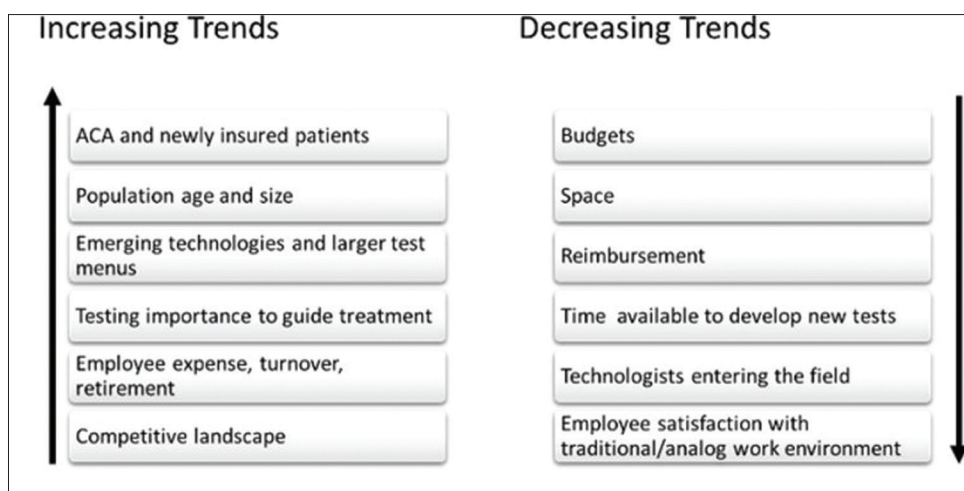 Increasing Trends
ACA and newly insured patients
Population age and size
Emerging technologies and larger test
menus
Testing importance to guide treatment
Employee expense, turnover,
retirement
Competitive landscape
Decreasing Trends
Budgets
Space
Reimbursement
Time available to develop new tests
Technologists entering the field
Employee satisfaction with
traditional/analog work environment